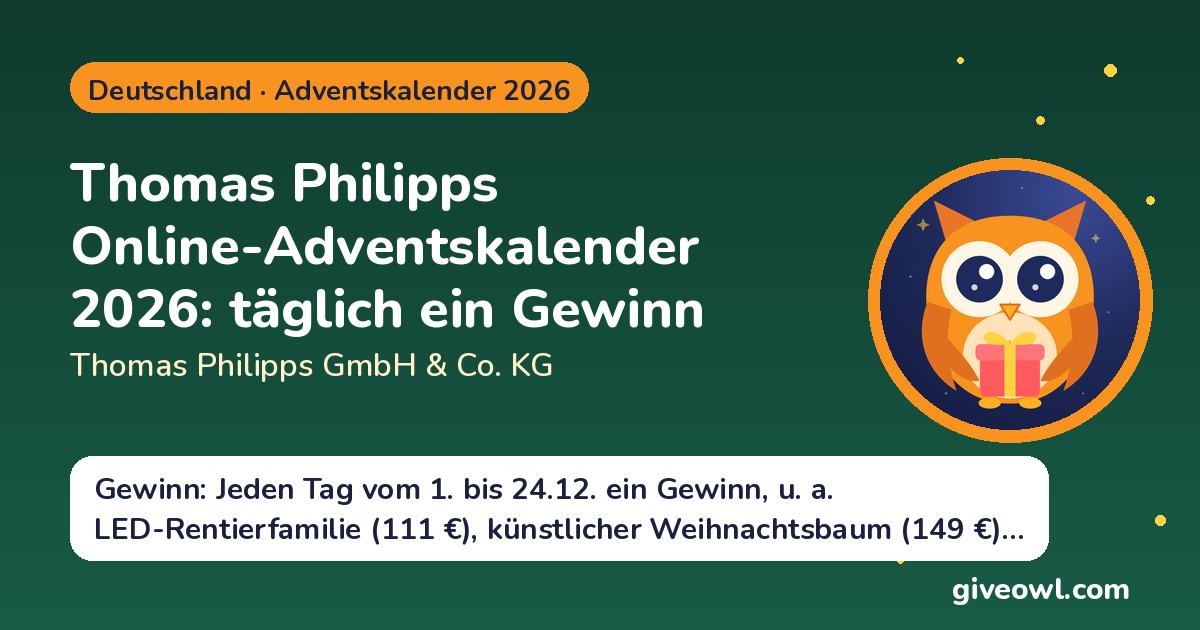 Deutschland · Adventskalender 2026
Thomas Philipps
Online-Adventskalender
2026: täglich ein Gewinn
Thomas Philipps GmbH & Co. KG
Gewinn: Jeden Tag vom 1. bis 24.12. ein Gewinn, u. a.
LED-Rentierfamilie (111 €), künstlicher Weihnachtsbaum (149 €)...
giveowl.com